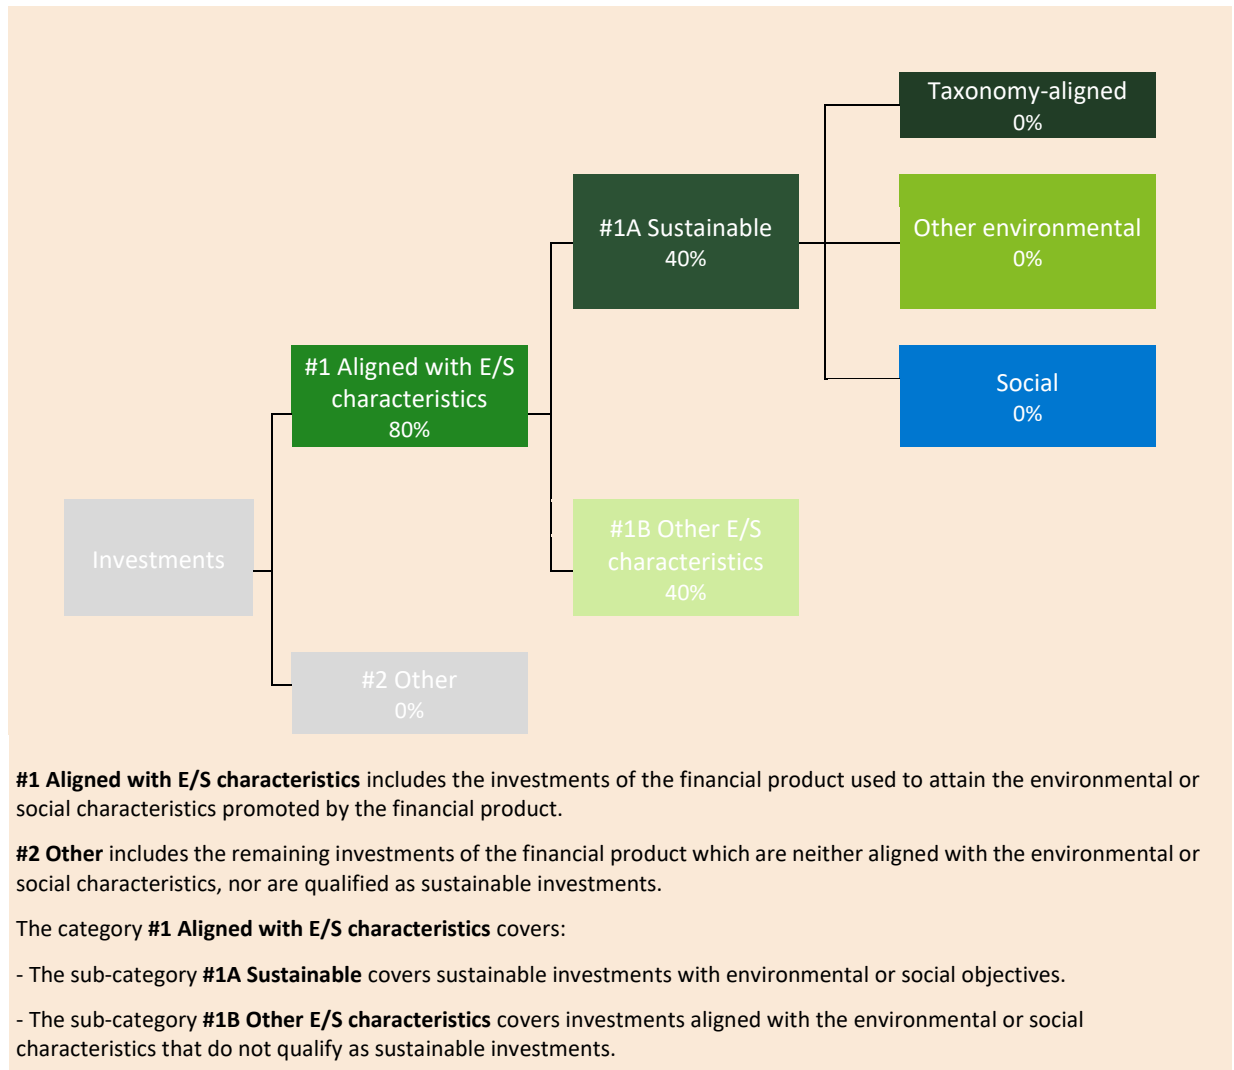 Taxonomy-aligned
0%
#1A Sustainable
40%
Other environmental
0%
#1 Aligned with E/S
characteristics
80%
Social
0%
Investments
#1B Other E/S
characteristics
40%
#2 Other
0%
#1 Aligned with E/S characteristics includes the investments of the financial product used to attain the environmental or
social characteristics promoted by the financial product.
#2 Other includes the remaining investments of the financial product which are neither aligned with the environmental or
social characteristics, nor are qualified as sustainable investments.
The category #1 Aligned with E/S characteristics covers:
- The sub-category #1A Sustainable covers sustainable investments with environmental or social objectives.
- The sub-category #1B Other E/S characteristics covers investments aligned with the environmental or social
characteristics that do not qualify as sustainable investments.